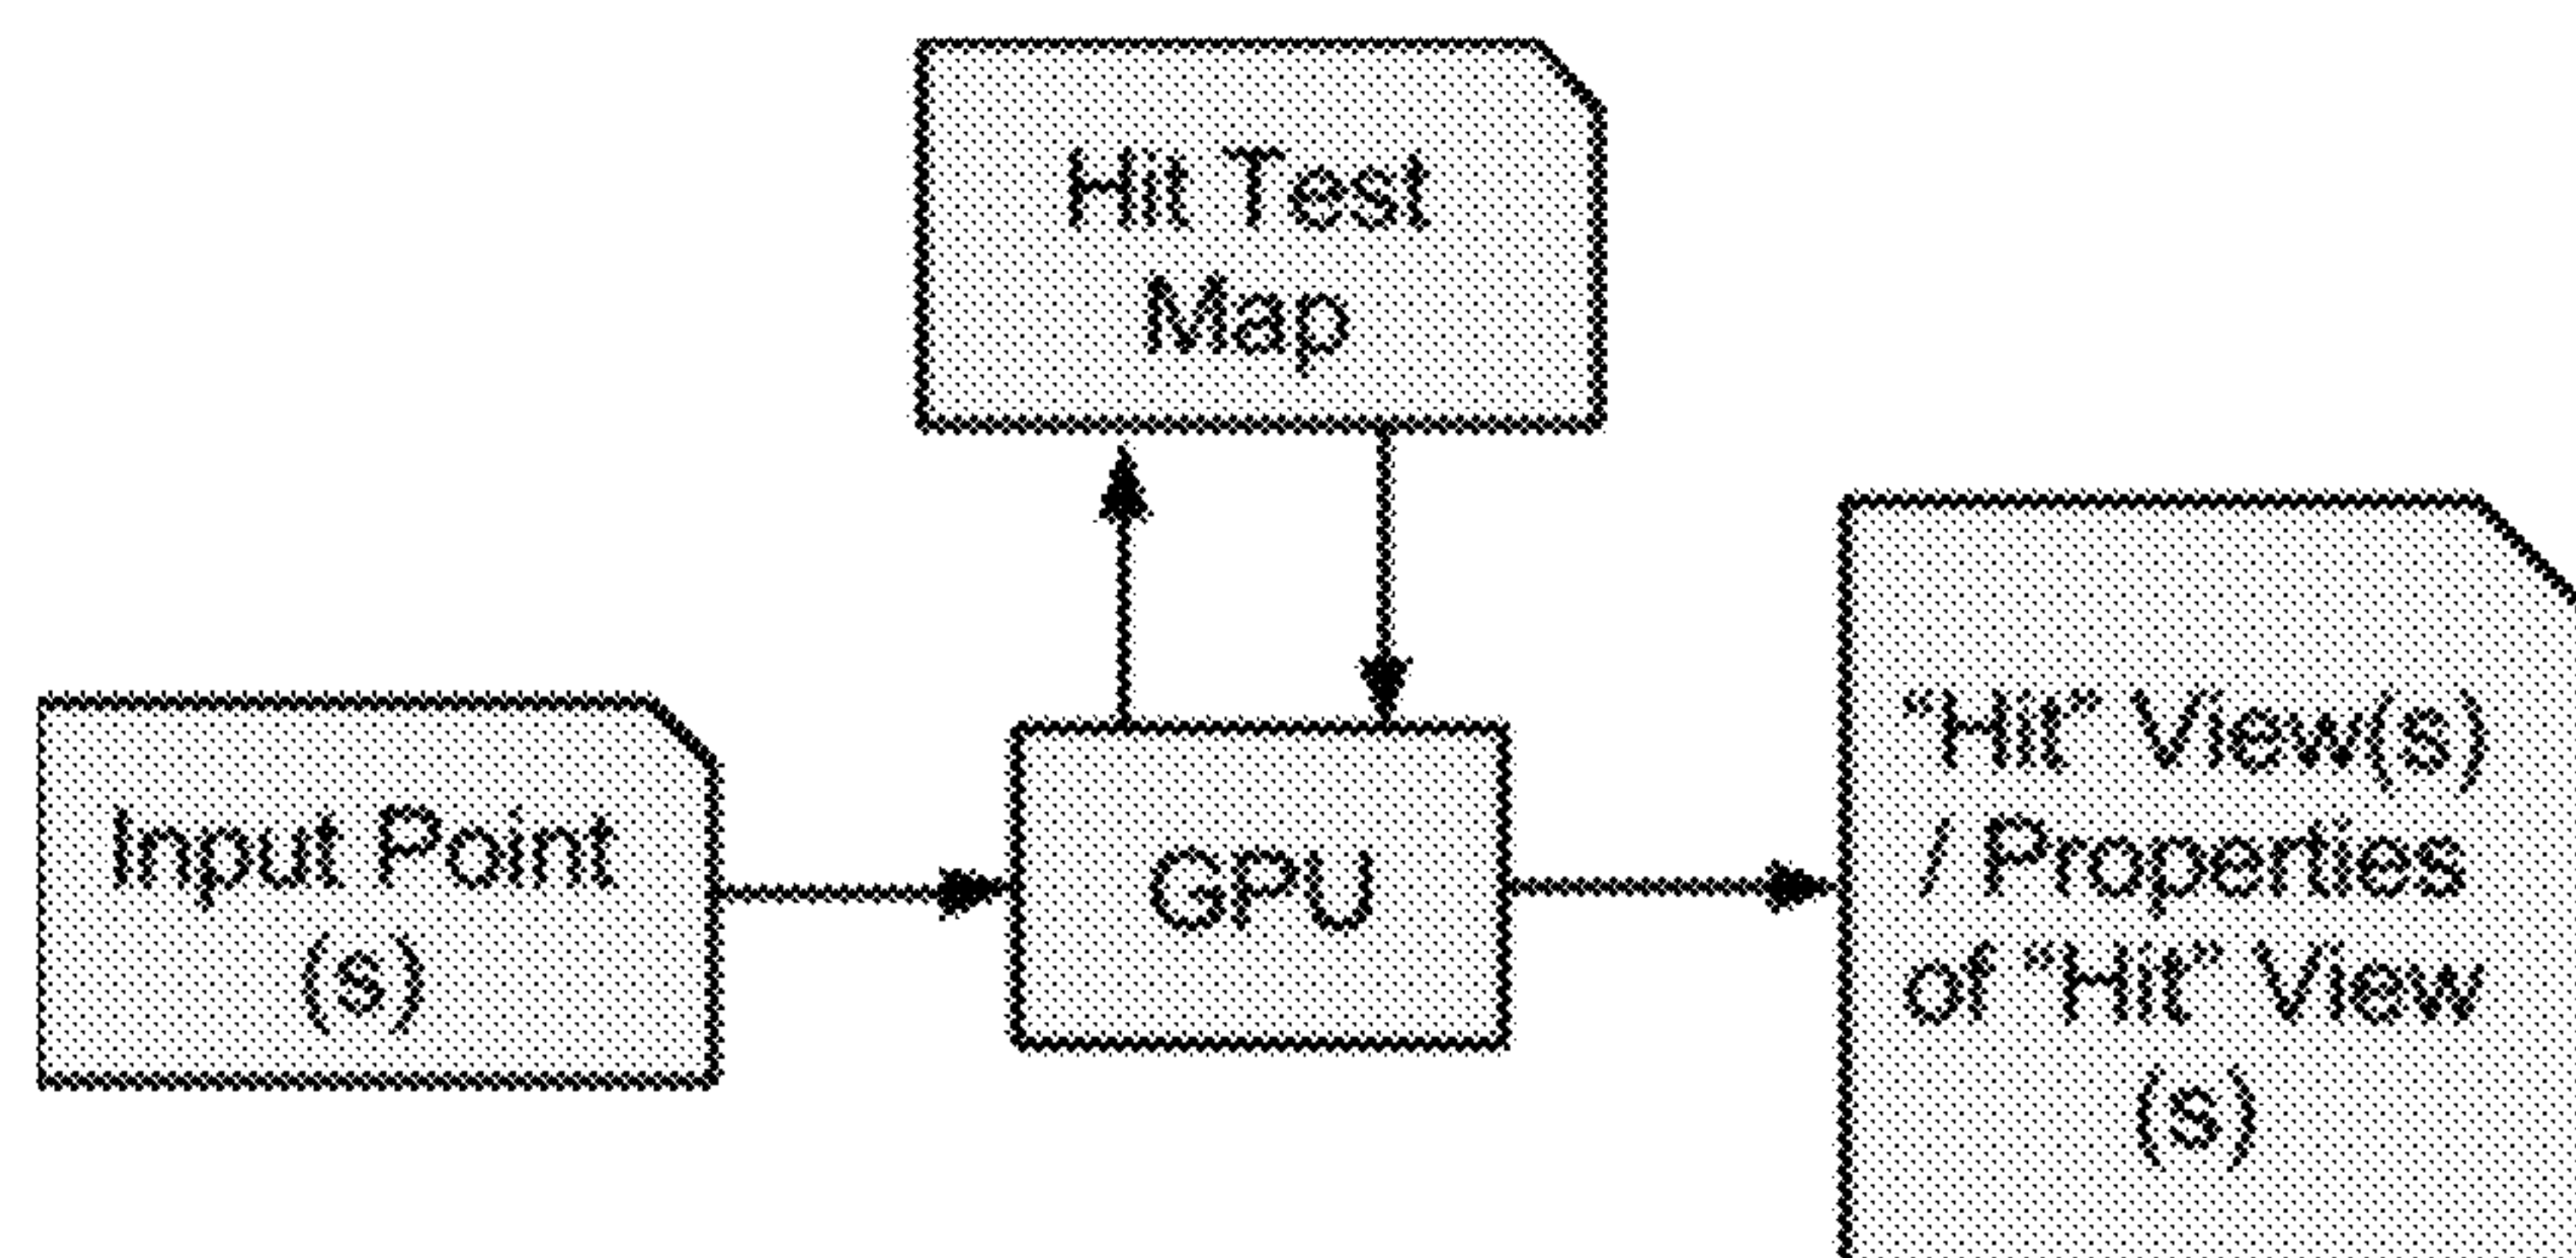 Hit Test
Map
Input Point
(s)
GPU
“Hit” View(s)
/ Properties
of “Hit” View
(s)